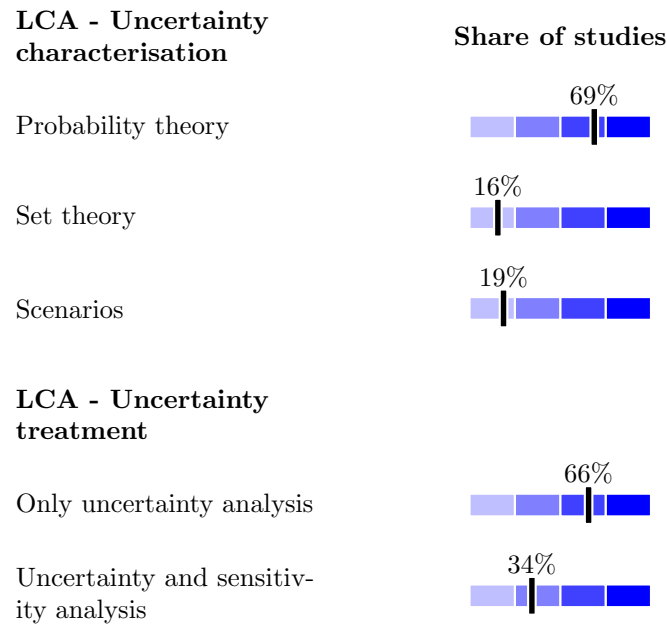 LCA - Uncertainty
characterisation
Share of studies
Probability theory
69%
Set theory
16%
Scenarios
19%
LCA - Uncertainty
treatment
Only uncertainty analysis
66%
Uncertainty and sensitiv-
ity analysis
34%